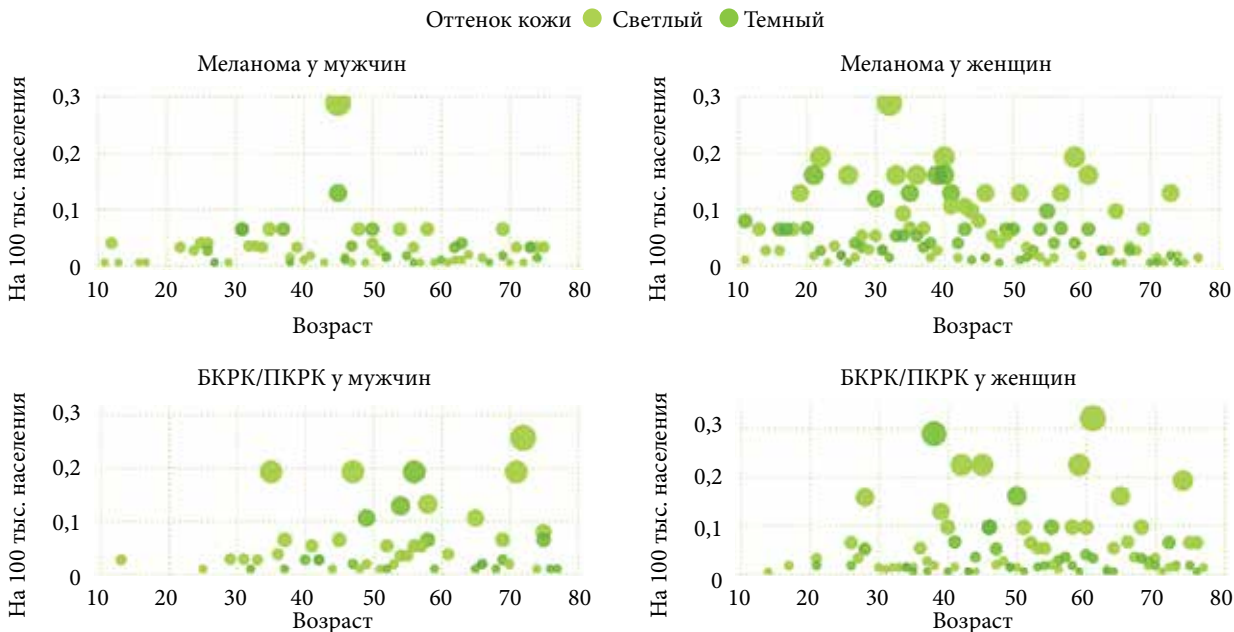 Оттенок кожи Светлый Темный
Меланома у мужчин
На 100 тыс. населения
0,3
0,2
0,1
0
10 20 30 40 50 60 70 80
Возраст
Меланома у женщин
На 100 тыс. населения
0,3
0,2
0,1
0
10 20 30 40 50 60 70 80
Возраст
БКРК/ПКРК у мужчин
На 100 тыс. населения
0,3
0,2
0,1
0
10 20 30 40 50 60 70 80
Возраст
БКРК/ПКРК у женщин
На 100 тыс. населения
0,3
0,2
0,1
0
10 20 30 40 50 60 70 80
Возраст